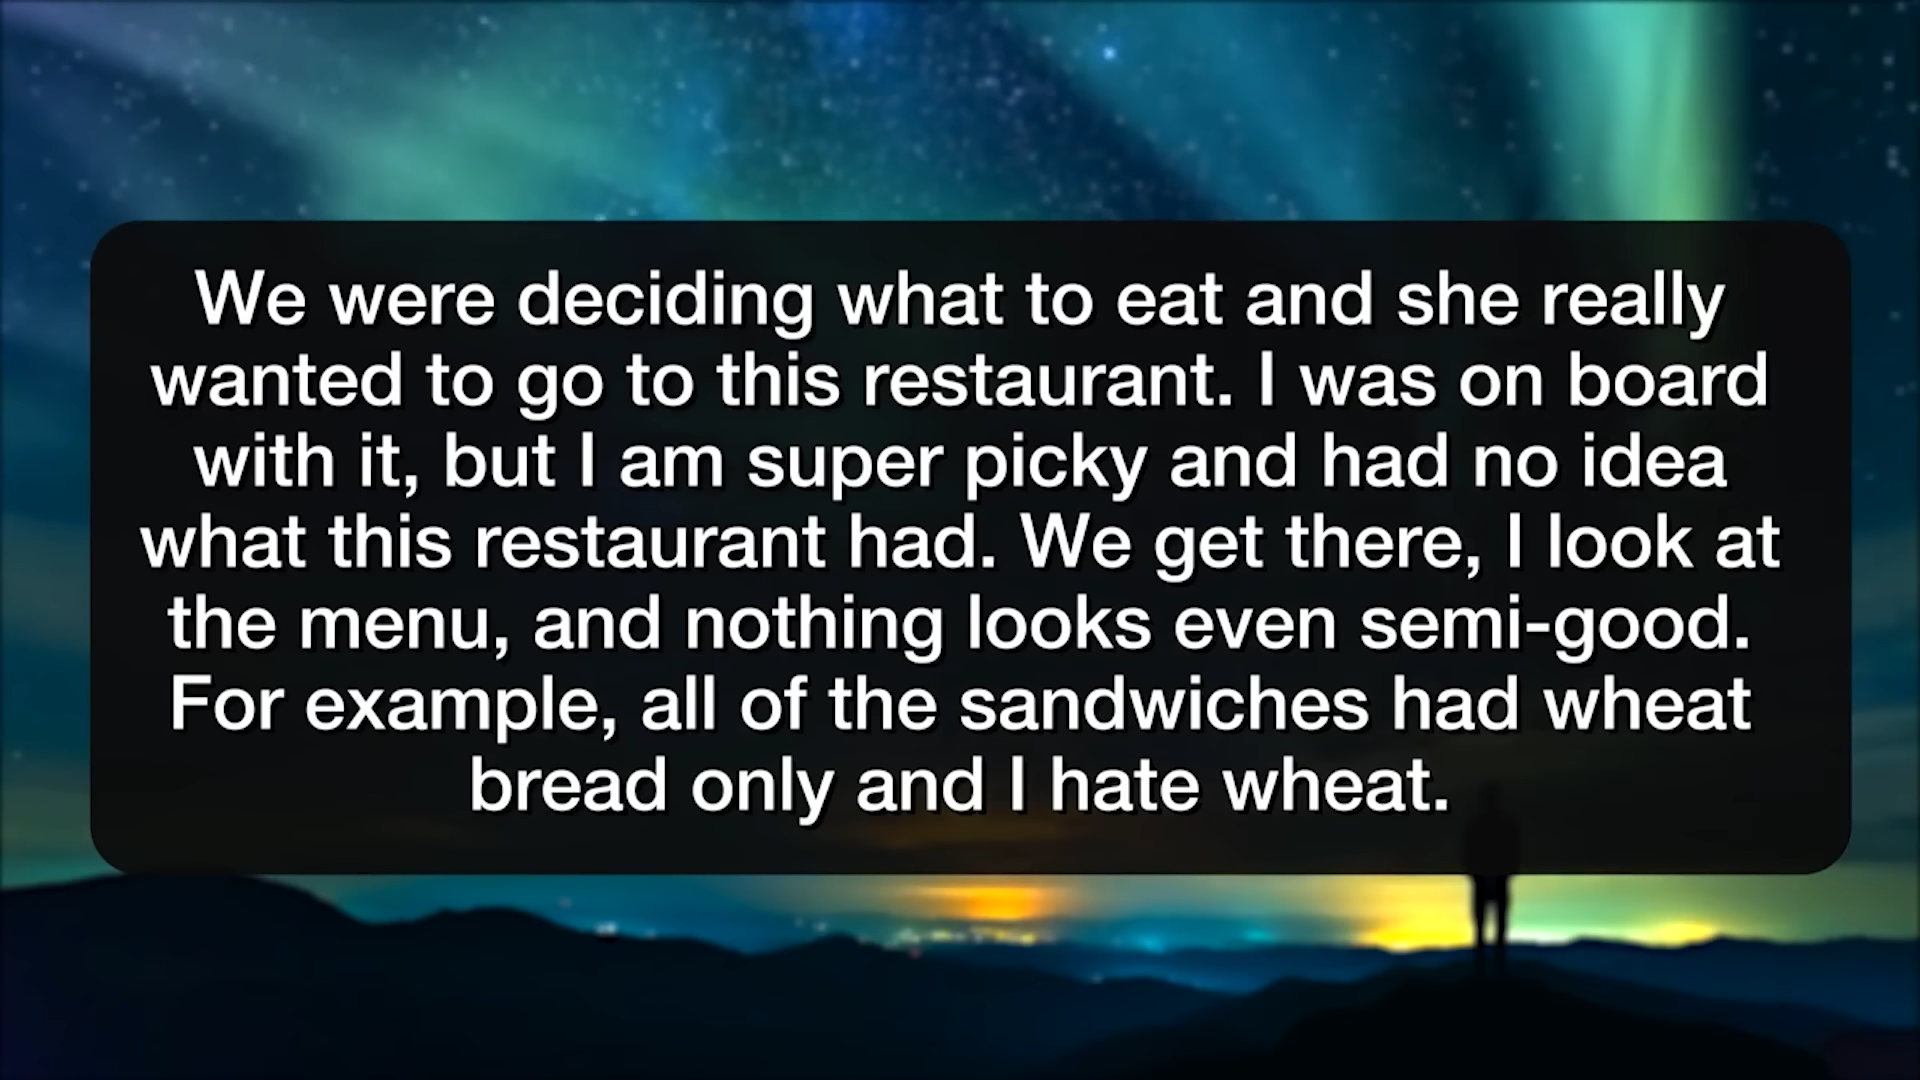 We were deciding what to eat and she really
wanted to go to this restaurant. I was on board
with it, but I am super picky and had no idea
what this restaurant had. We get there, I look at
the menu, and nothing looks even semi-good.
For example, all of the sandwiches had wheat
bread only and I hate wheat.